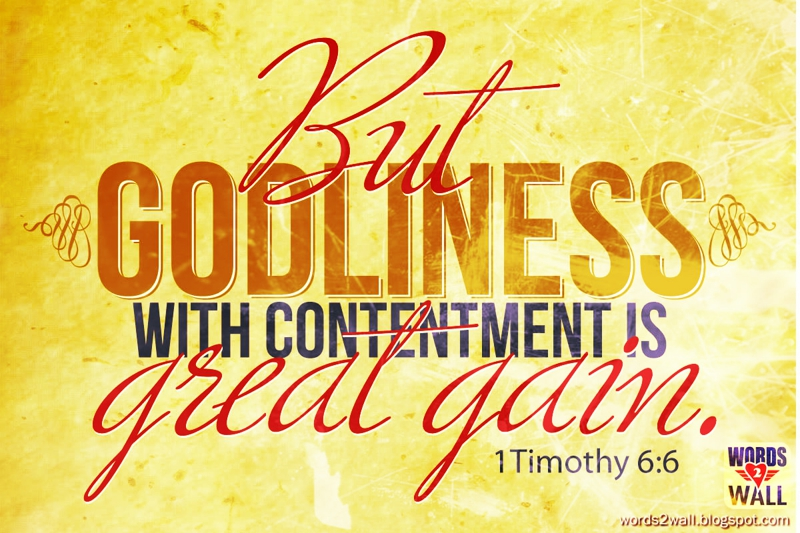 But
GODLINESS
WITH CONTENTMENT IS
great gain.
1Timothy 6:6
WORDS
2
WALL
words2wall.blogspot.com